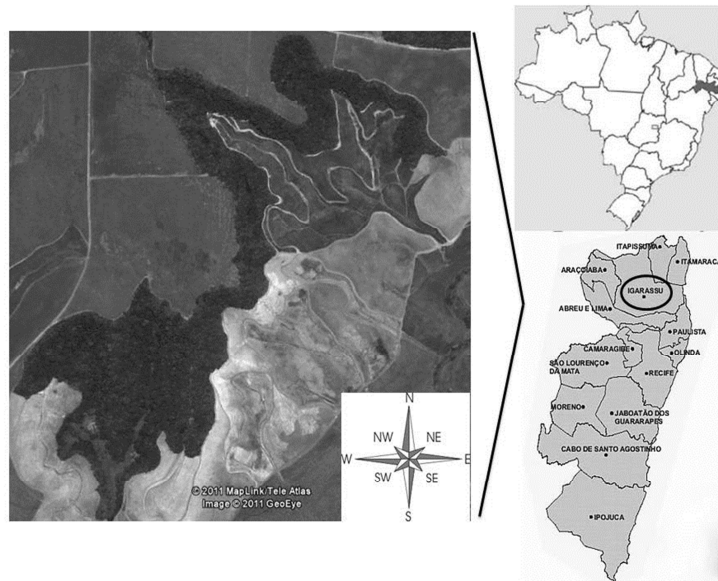 © 2011 MapLink/Tele Atlas
Image © 2011 GeoEye
N
NW
NE
W
E
SW
SE
S
ITAPISSUMA
ITAMARACA
ARAÇOIABA
IGARASSU
ABREU E LIMA
PAULISTA
CAMARAGIBE
OLINDA
SÃO LOURENÇO
DA MATA
RECIFE
MORENO
JABOATÃO DOS
GUARARAPES
CABO DE SANTO AGOSTINHO
IPOJUCA